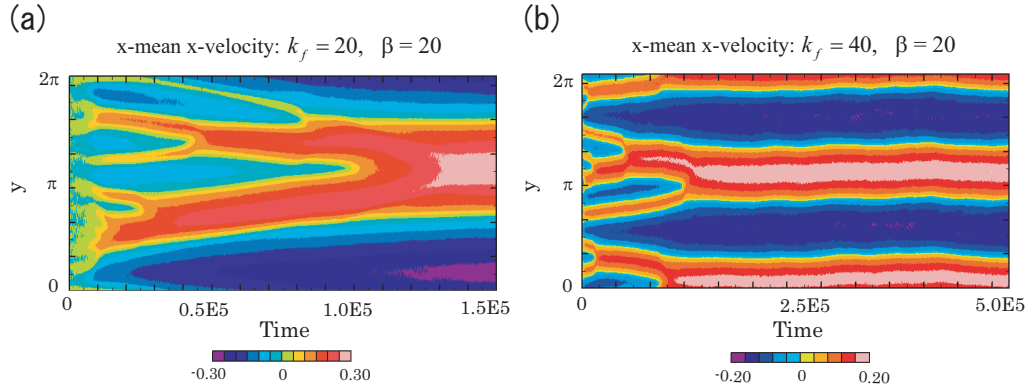 (a)
x-mean x-velocity: k_f = 20, β = 20
2π
y
π
0
0 0.5E5 1.0E5 1.5E5
Time
-0.30 0 0.30
(b)
x-mean x-velocity: k_f = 40, β = 20
2π
y
π
0
0 2.5E5 5.0E5
Time
-0.20 0 0.20